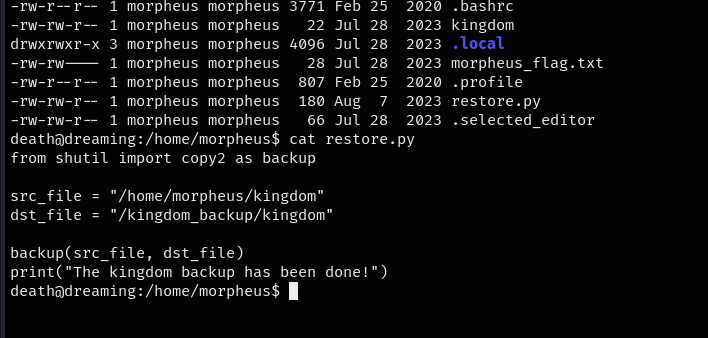 -rw-r--r-- 1 morpheus morpheus 3771 Feb 25  2020 .bashrc
-rw-rw-r-- 1 morpheus morpheus   22 Jul 28  2023 kingdom
drwxrwxr-x 3 morpheus morpheus 4096 Jul 28  2023 .local
-rw-rw---- 1 morpheus morpheus   28 Jul 28  2023 morpheus_flag.txt
-rw-r--r-- 1 morpheus morpheus  807 Feb 25  2020 .profile
-rw-rw-r-- 1 morpheus morpheus  180 Aug  7  2023 restore.py
-rw-rw-r-- 1 morpheus morpheus   66 Jul 28  2023 .selected_editor
death@dreaming:/home/morpheus$ cat restore.py
from shutil import copy2 as backup
src_file = "/home/morpheus/kingdom"
dst_file = "/kingdom_backup/kingdom"
backup(src_file, dst_file)
print("The kingdom backup has been done!")
death@dreaming:/home/morpheus$